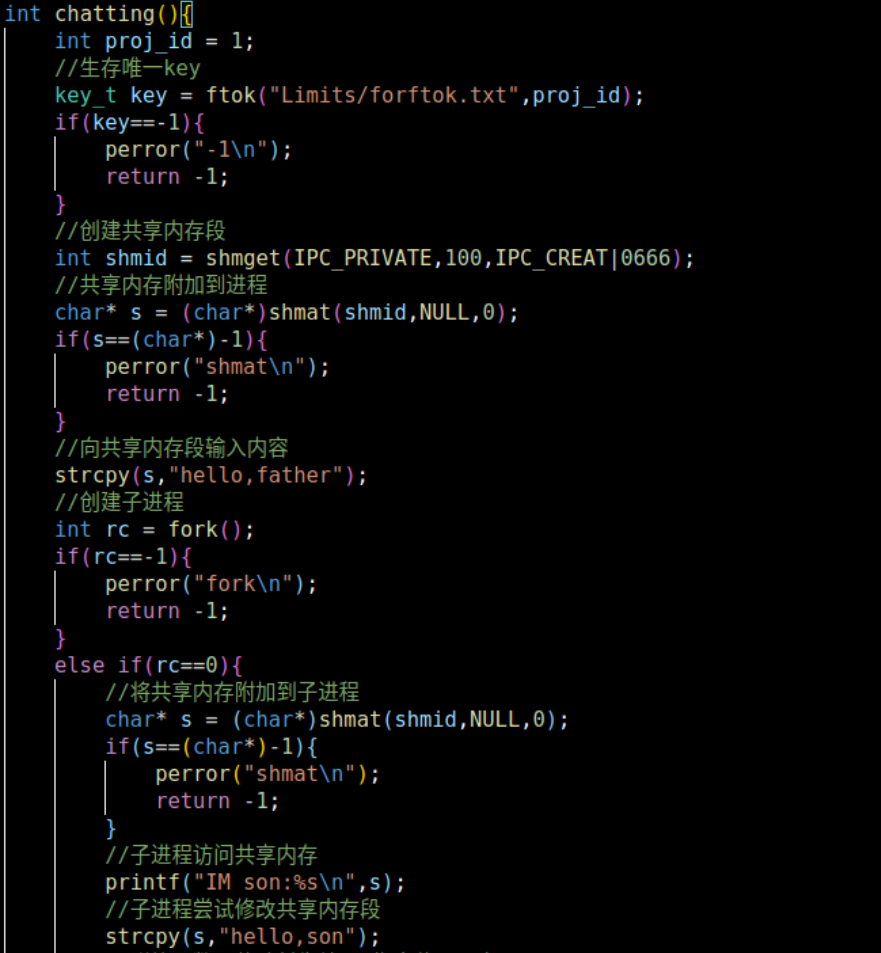 int chatting(){
    int proj_id = 1;
    //生存唯一key
    key_t key = ftok("Limits/forftok.txt",proj_id);
    if(key==-1){
        perror("-1\n");
        return -1;
    }
    //创建共享内存段
    int shmid = shmget(IPC_PRIVATE,100,IPC_CREAT|0666);
    //共享内存附加到进程
    char* s = (char*)shmat(shmid,NULL,0);
    if(s==(char*)-1){
        perror("shmat\n");
        return -1;
    }
    //向共享内存段输入内容
    strcpy(s,"hello,father");
    //创建子进程
    int rc = fork();
    if(rc==-1){
        perror("fork\n");
        return -1;
    }
    else if(rc==0){
        //将共享内存附加到子进程
        char* s = (char*)shmat(shmid,NULL,0);
        if(s==(char*)-1){
            perror("shmat\n");
            return -1;
        }
        //子进程访问共享内存
        printf("IM son:%s\n",s);
        //子进程尝试修改共享内存段
        strcpy(s,"hello,son");